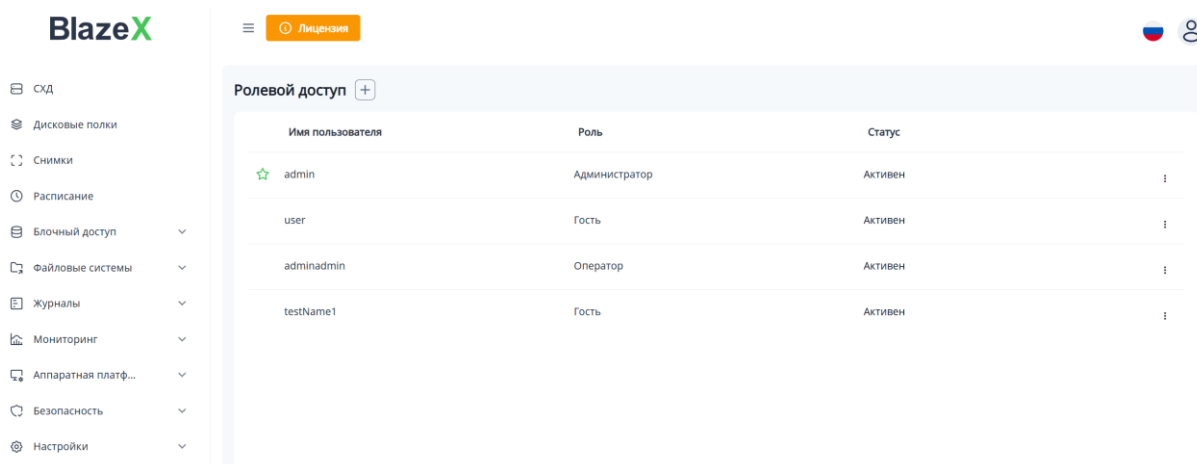 BlazeX
Лицензия
СХД
Дисковые полки
Снимки
Расписание
Блочный доступ
Файловые системы
Журналы
Мониторинг
Аппаратная платф...
Безопасность
Настройки
Ролевой доступ
Имя пользователя Роль Статус
admin Администратор Активен
user Гость Активен
adminadmin Оператор Активен
testName1 Гость Активен